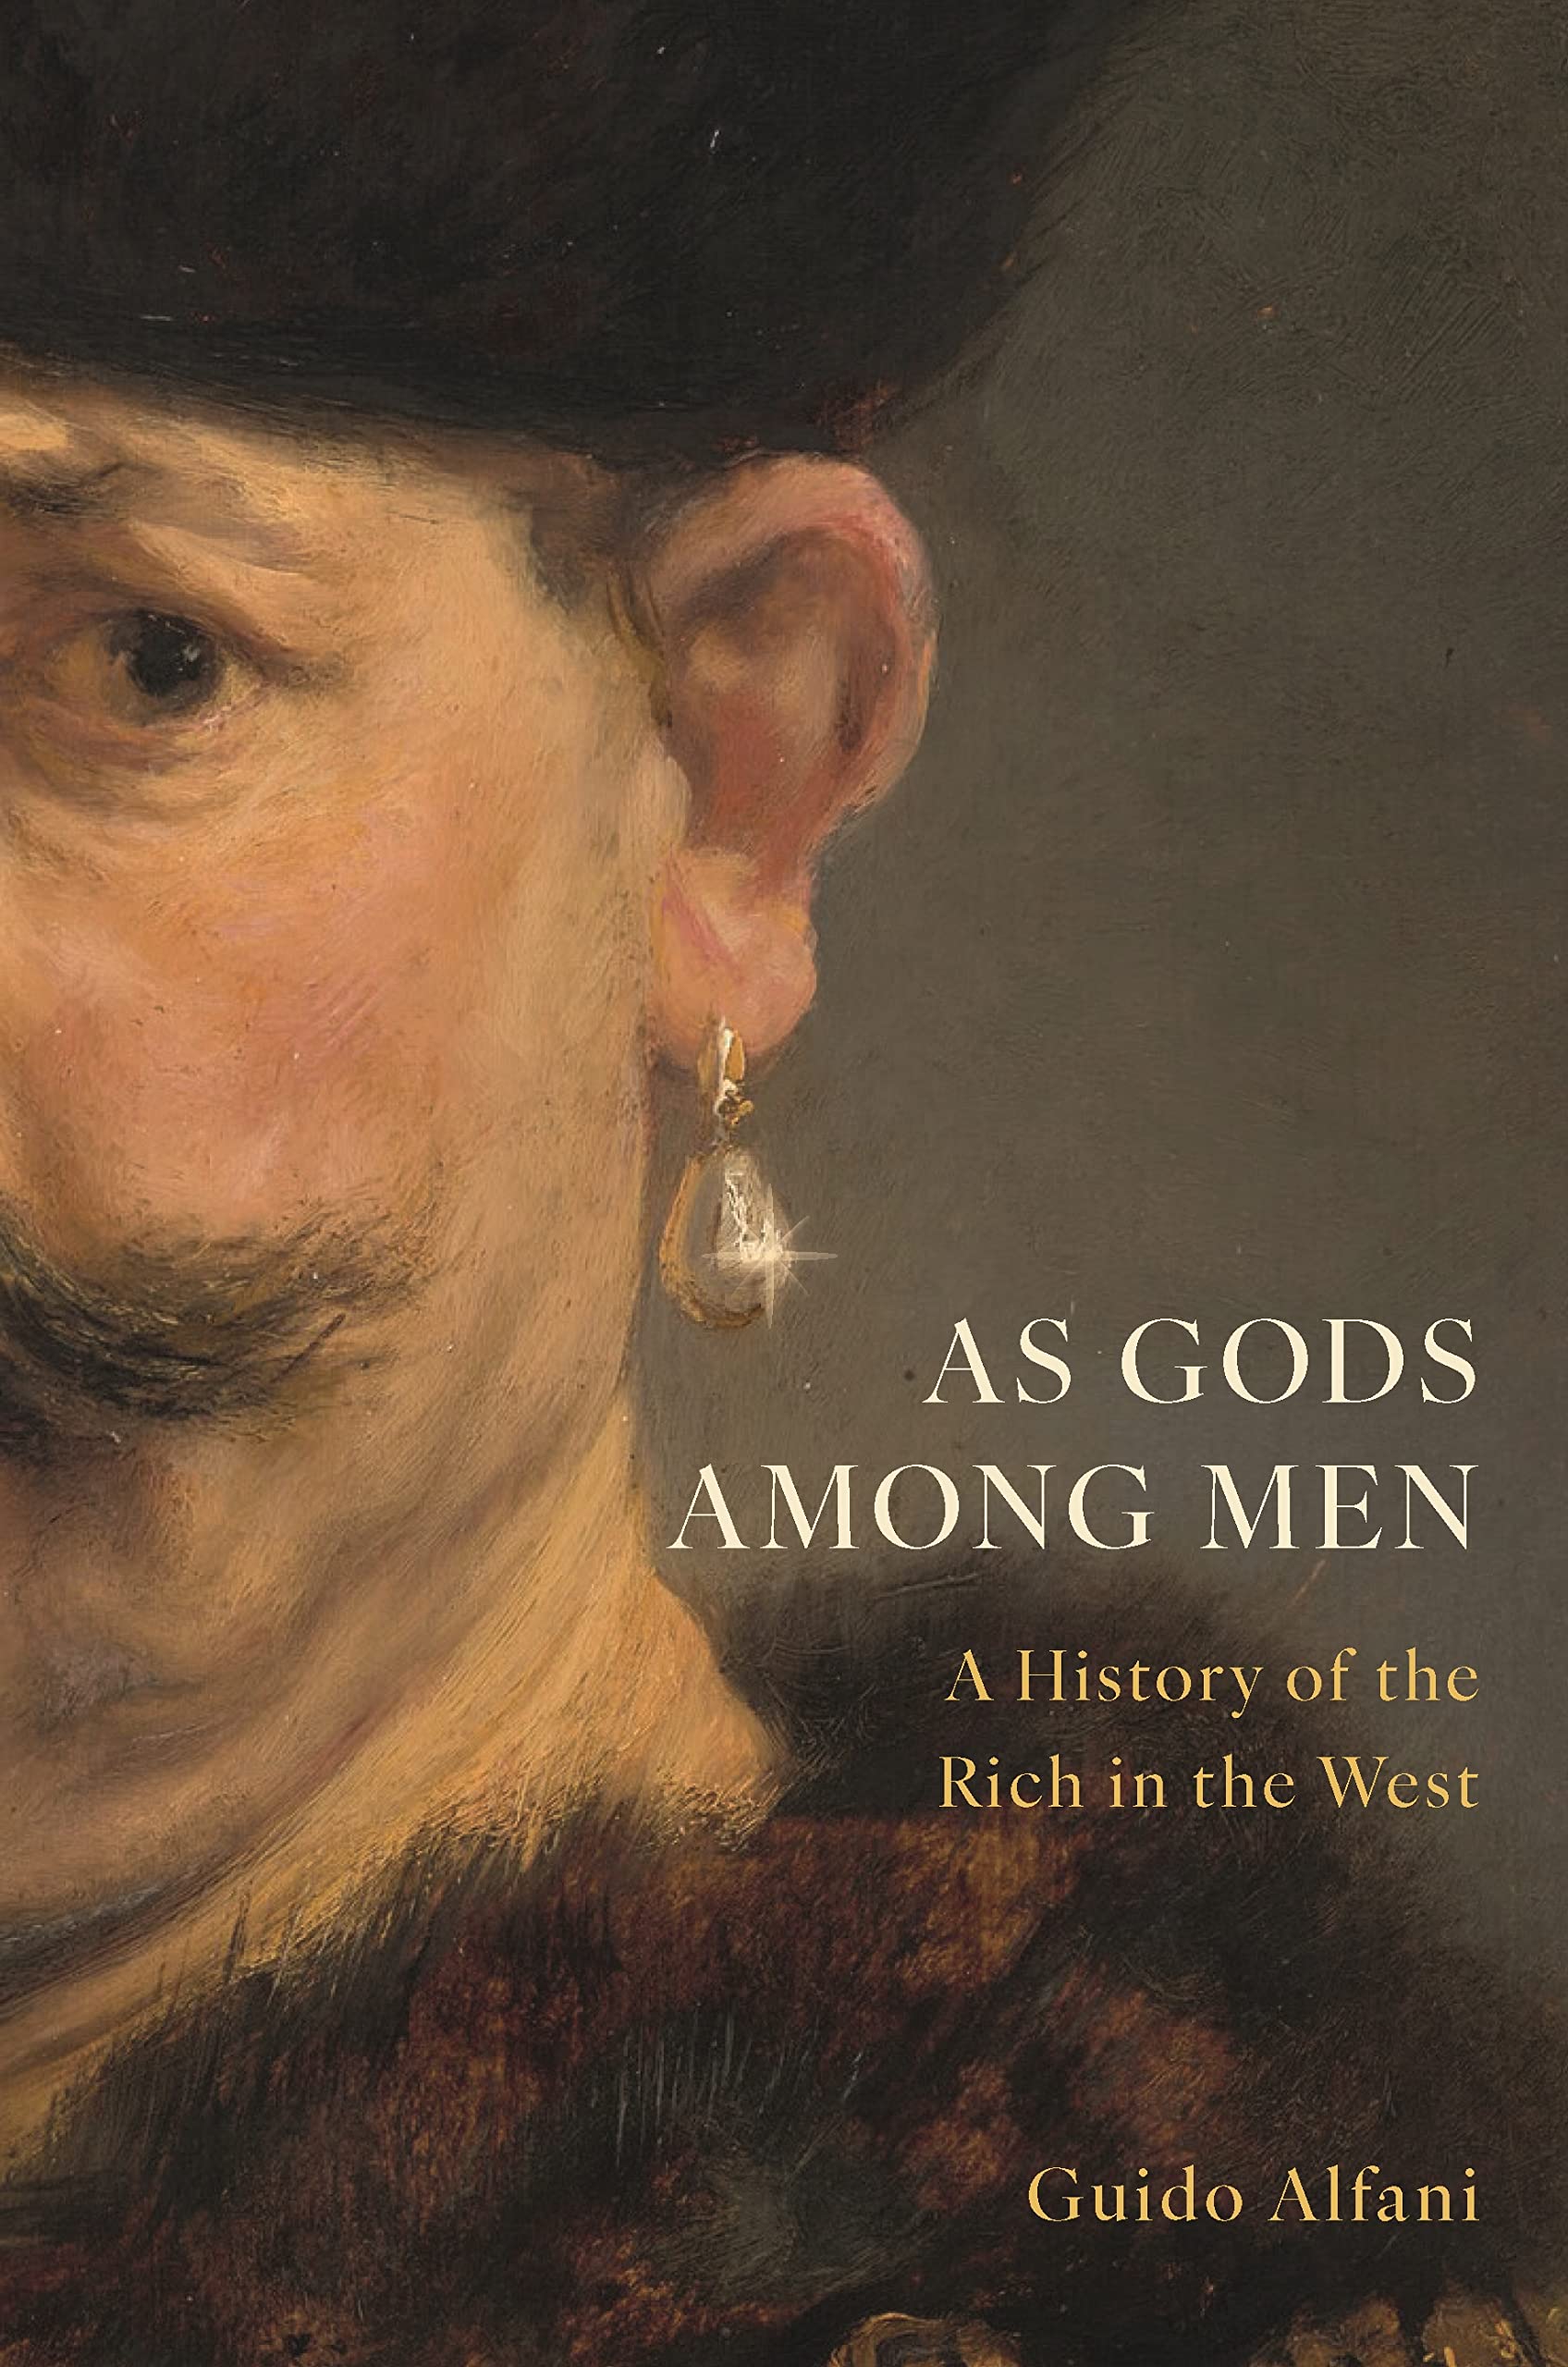 AS GODS
AMONG MEN
A History of the
Rich in the West
Guido Alfani